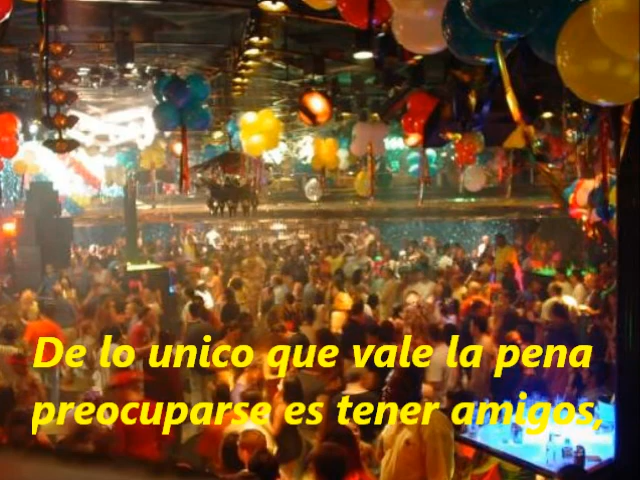 De lo unico que vale la pena
preocuparse es tener amigos,